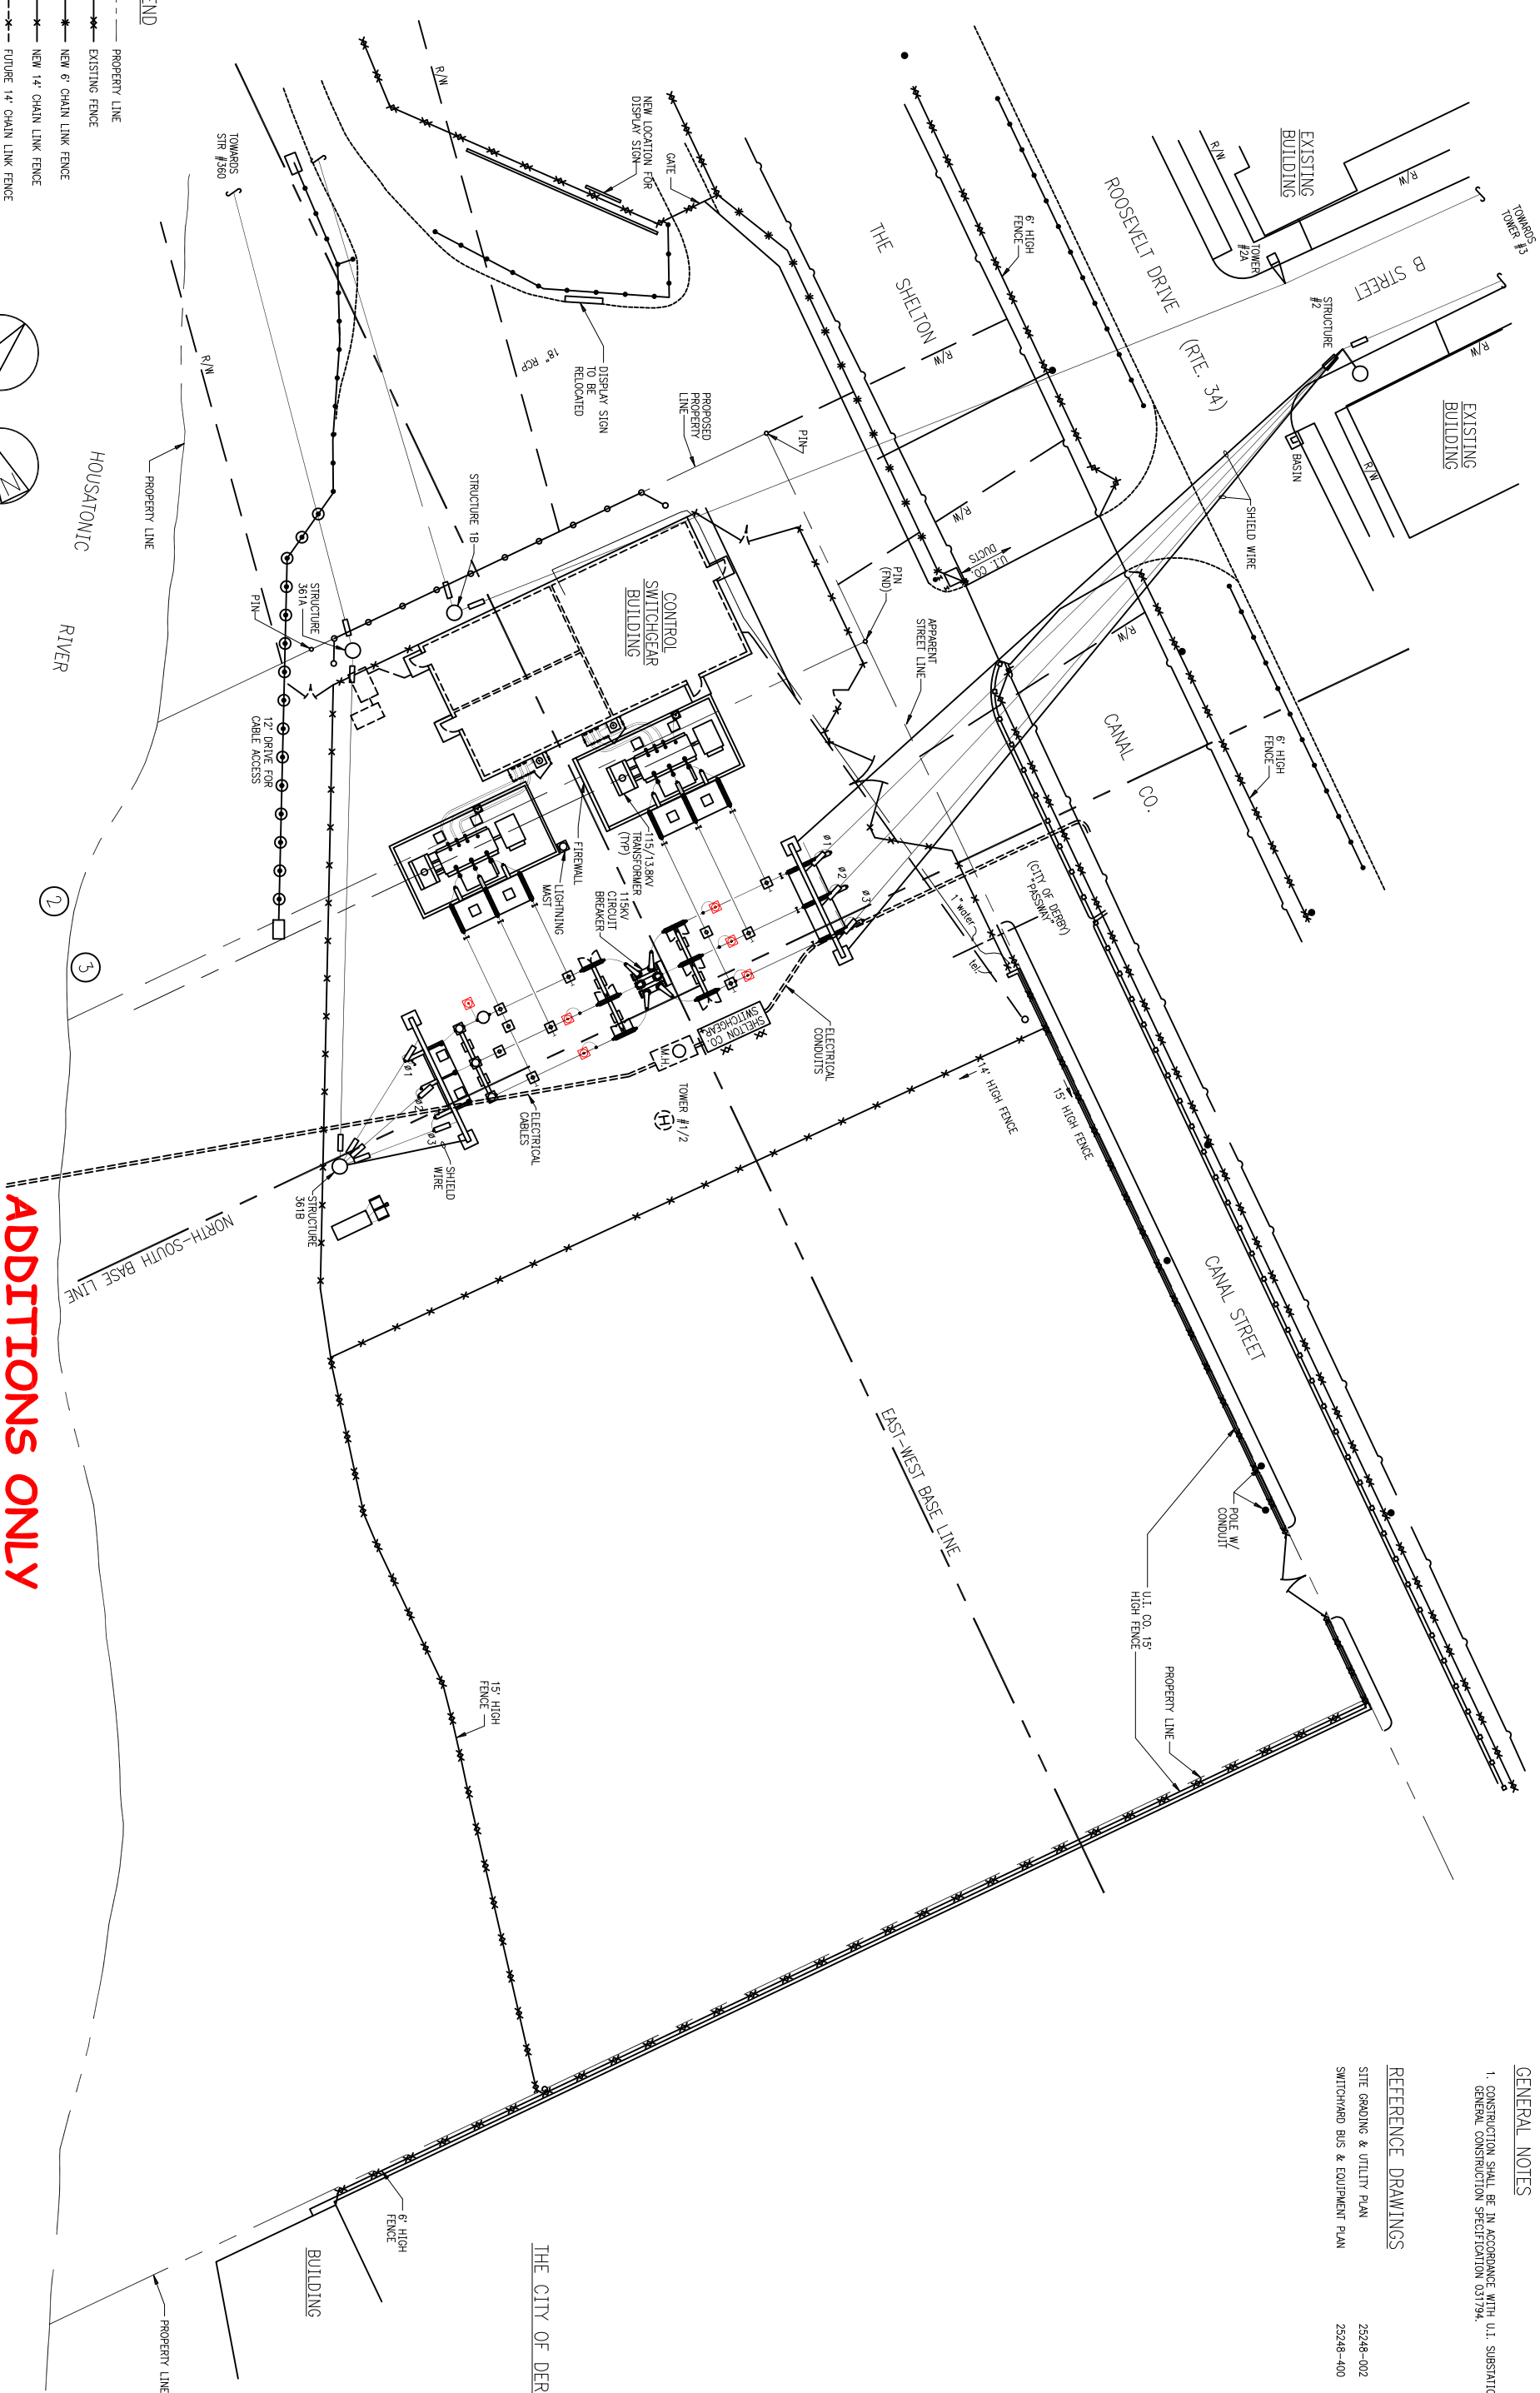 GENERAL NOTES
1. CONSTRUCTION SHALL BE IN ACCORDANCE WITH U.I.
GENERAL CONSTRUCTION SPECIFICATION 031794.
REFERENCE DRAWINGS
SITE GRADING & UTILITY PLAN 25248-002
SWITCHYARD BUS & EQUIPMENT PLAN 25248-400
TOWARDS
TOWER #3
B STREET
EXISTING
BUILDING
R/W
R/W
TOWER
#2A
STRUCTURE
#2
R/W
EXISTING
BUILDING
R/W
BASIN
SHIELD WIRE
ROOSEVELT DRIVE (RTE. 34)
6' HIGH
FENCE
6' HIGH
FENCE
THE SHELTON
CANAL CO.
R/W
R/W
R/W
U.I. CO.
DUCTS
PIN
PIN
(FND)
APPARENT
STREET LINE
PROPOSED
PROPERTY
LINE
GATE
NEW LOCATION FOR
DISPLAY SIGN
R/W
DISPLAY SIGN
TO BE
RELOCATED
18" RCP
CONTROL
SWITCHGEAR
BUILDING
STRUCTURE 1B
STRUCTURE
361A
PIN
TOWARDS
STR #360
R/W
PROPERTY LINE
HOUSATONIC RIVER
12' DRIVE FOR
CABLE ACCESS
115/13.8KV
TRANSFORMER
(TYP)
FIREWALL
LIGHTNING
MAST
115KV
CIRCUIT
BREAKER
ø1
ø2
ø3
1" water
tel.
(CITY OF DERBY)
"PASSWAY"
ELECTRICAL
CONDUITS
SHELTON CO.
SWITCHGEAR
M.H.
TOWER #1/2
H
ELECTRICAL
CABLES
ø1
ø2
ø3
SHIELD
WIRE
STRUCTURE
361B
NORTH-SOUTH BASE LINE
14' HIGH FENCE
15' HIGH FENCE
CANAL STREET
EAST-WEST BASE LINE
POLE W/
CONDUIT
U.I. CO. 15'
HIGH FENCE
PROPERTY LINE
15' HIGH
FENCE
6' HIGH
FENCE
BUILDING
THE CITY OF
PROPERTY LINE
2
3
PROPERTY LINE
EXISTING FENCE
NEW 6' CHAIN LINK FENCE
NEW 14' CHAIN LINK FENCE
FUTURE 14' CHAIN LINK FENCE
ADDITIONS ONLY